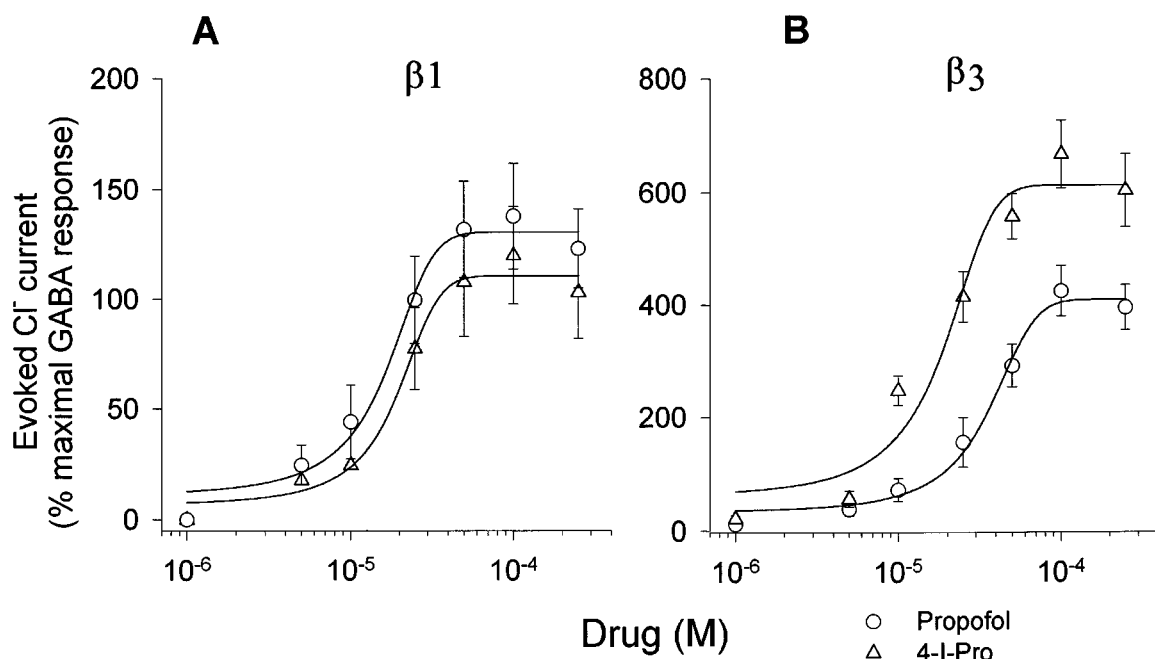 A
β1
200
150
100
50
0
10⁻⁶
10⁻⁵
10⁻⁴
Evoked Cl⁻ current
(% maximal GABA response)
B
β3
800
600
400
200
0
10⁻⁶
10⁻⁵
10⁻⁴
Drug (M)
Propofol
4-I-Pro